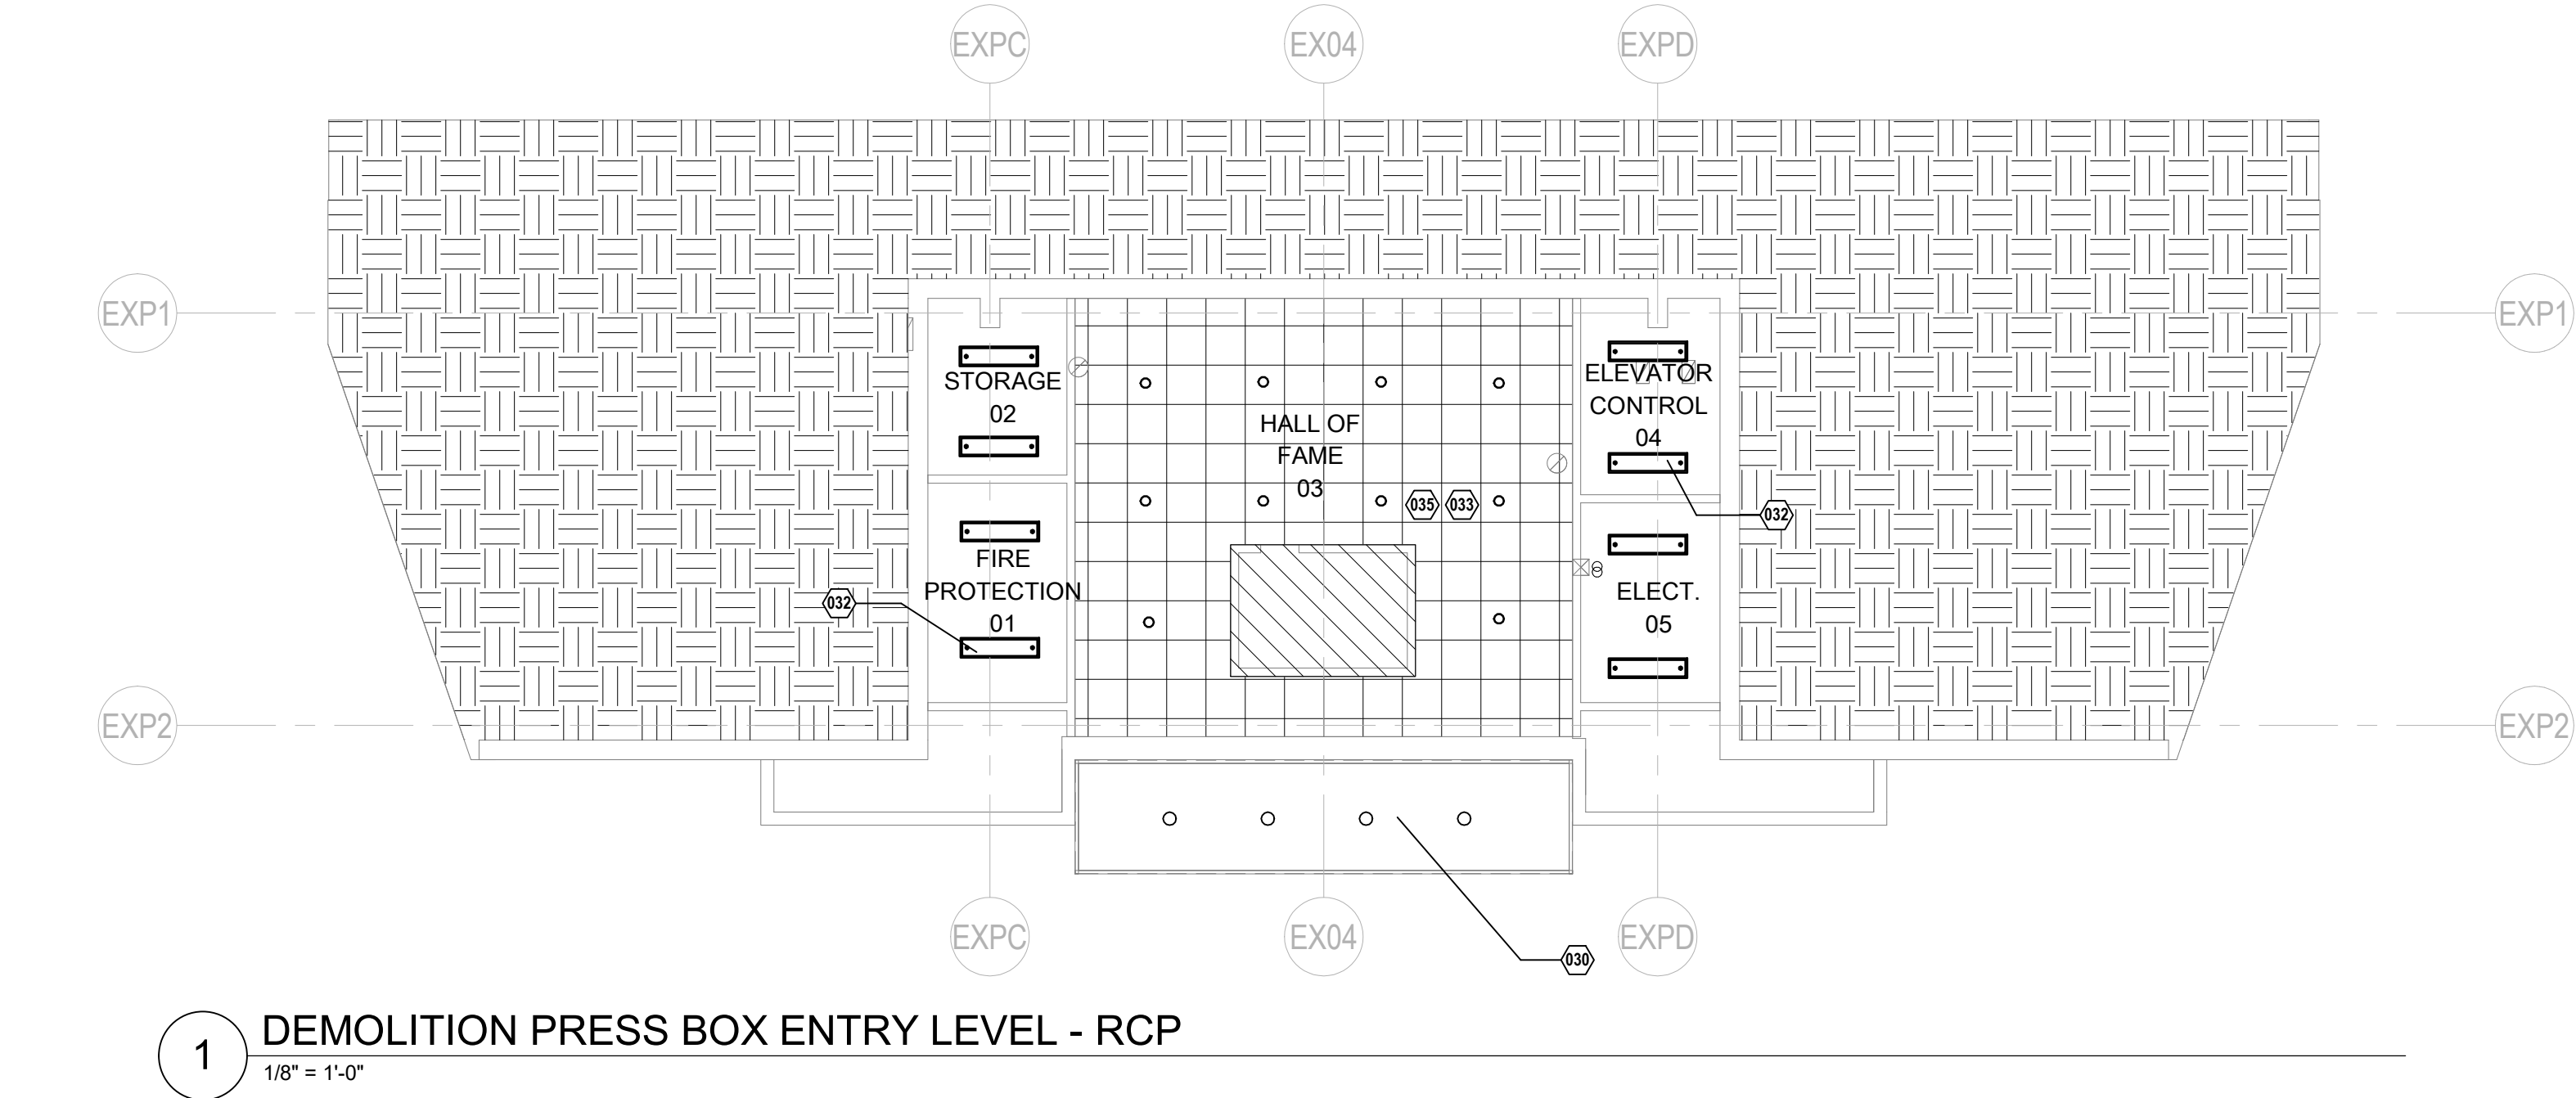 EXPC
EX04
EXPD
EXP1
EXP1
STORAGE
02
ELEVATOR
CONTROL
04
HALL OF
FAME
03
035
033
032
FIRE
PROTECTION
01
032
ELECT.
05
EXP2
EXP2
EXPC
EX04
EXPD
030
1
DEMOLITION PRESS BOX ENTRY LEVEL - RCP
1/8" = 1'-0"